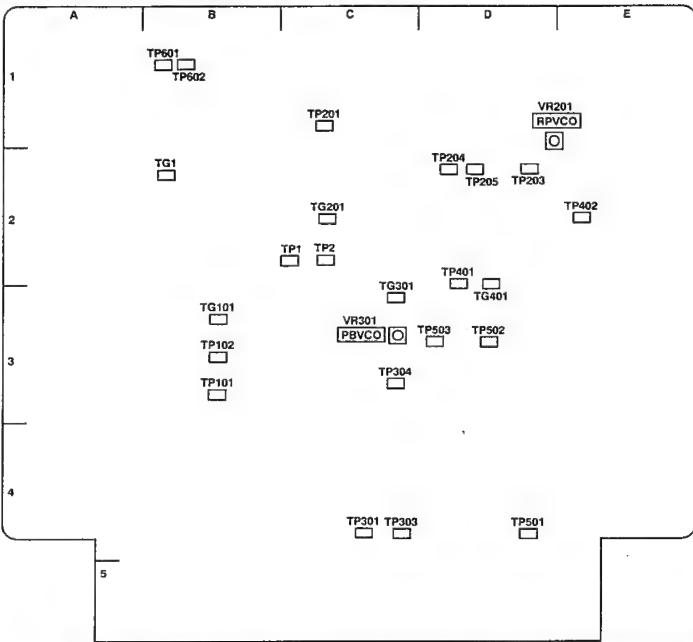 A B C D E
1
TP601
TP602
TP201
VR201
RPVCO
TG1
TP204
TP205
TP203
2
TG201
TP402
TP1 TP2
TP401
TG301
TG401
TG101
VR301
PBVCO
TP503 TP502
TP102
3
TP304
TP101
4
TP301 TP303 TP501
5